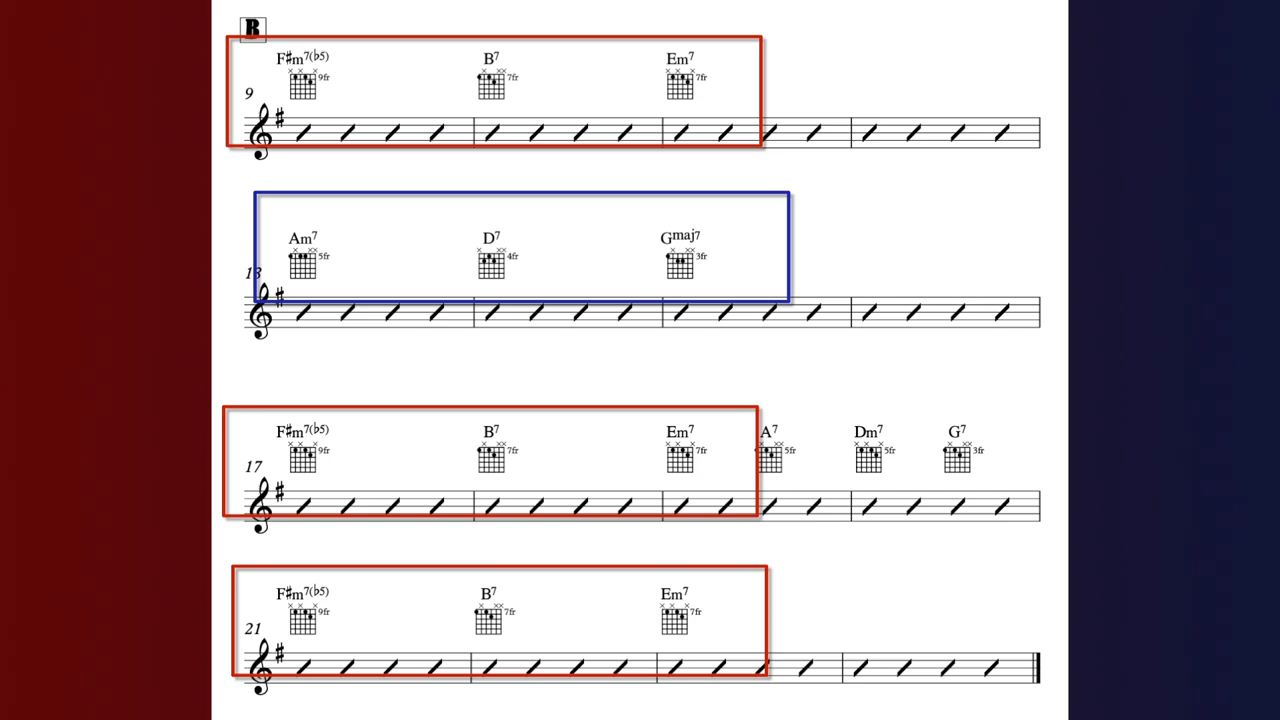 B
F♯m7(♭5) B7 Em7
9fr 7fr 7fr
9
Am7 D7 Gmaj7
5fr 4fr 3fr
13
F♯m7(♭5) B7 Em7 A7 Dm7 G7
9fr 7fr 7fr 5fr 5fr 3fr
17
F♯m7(♭5) B7 Em7
9fr 7fr 7fr
21